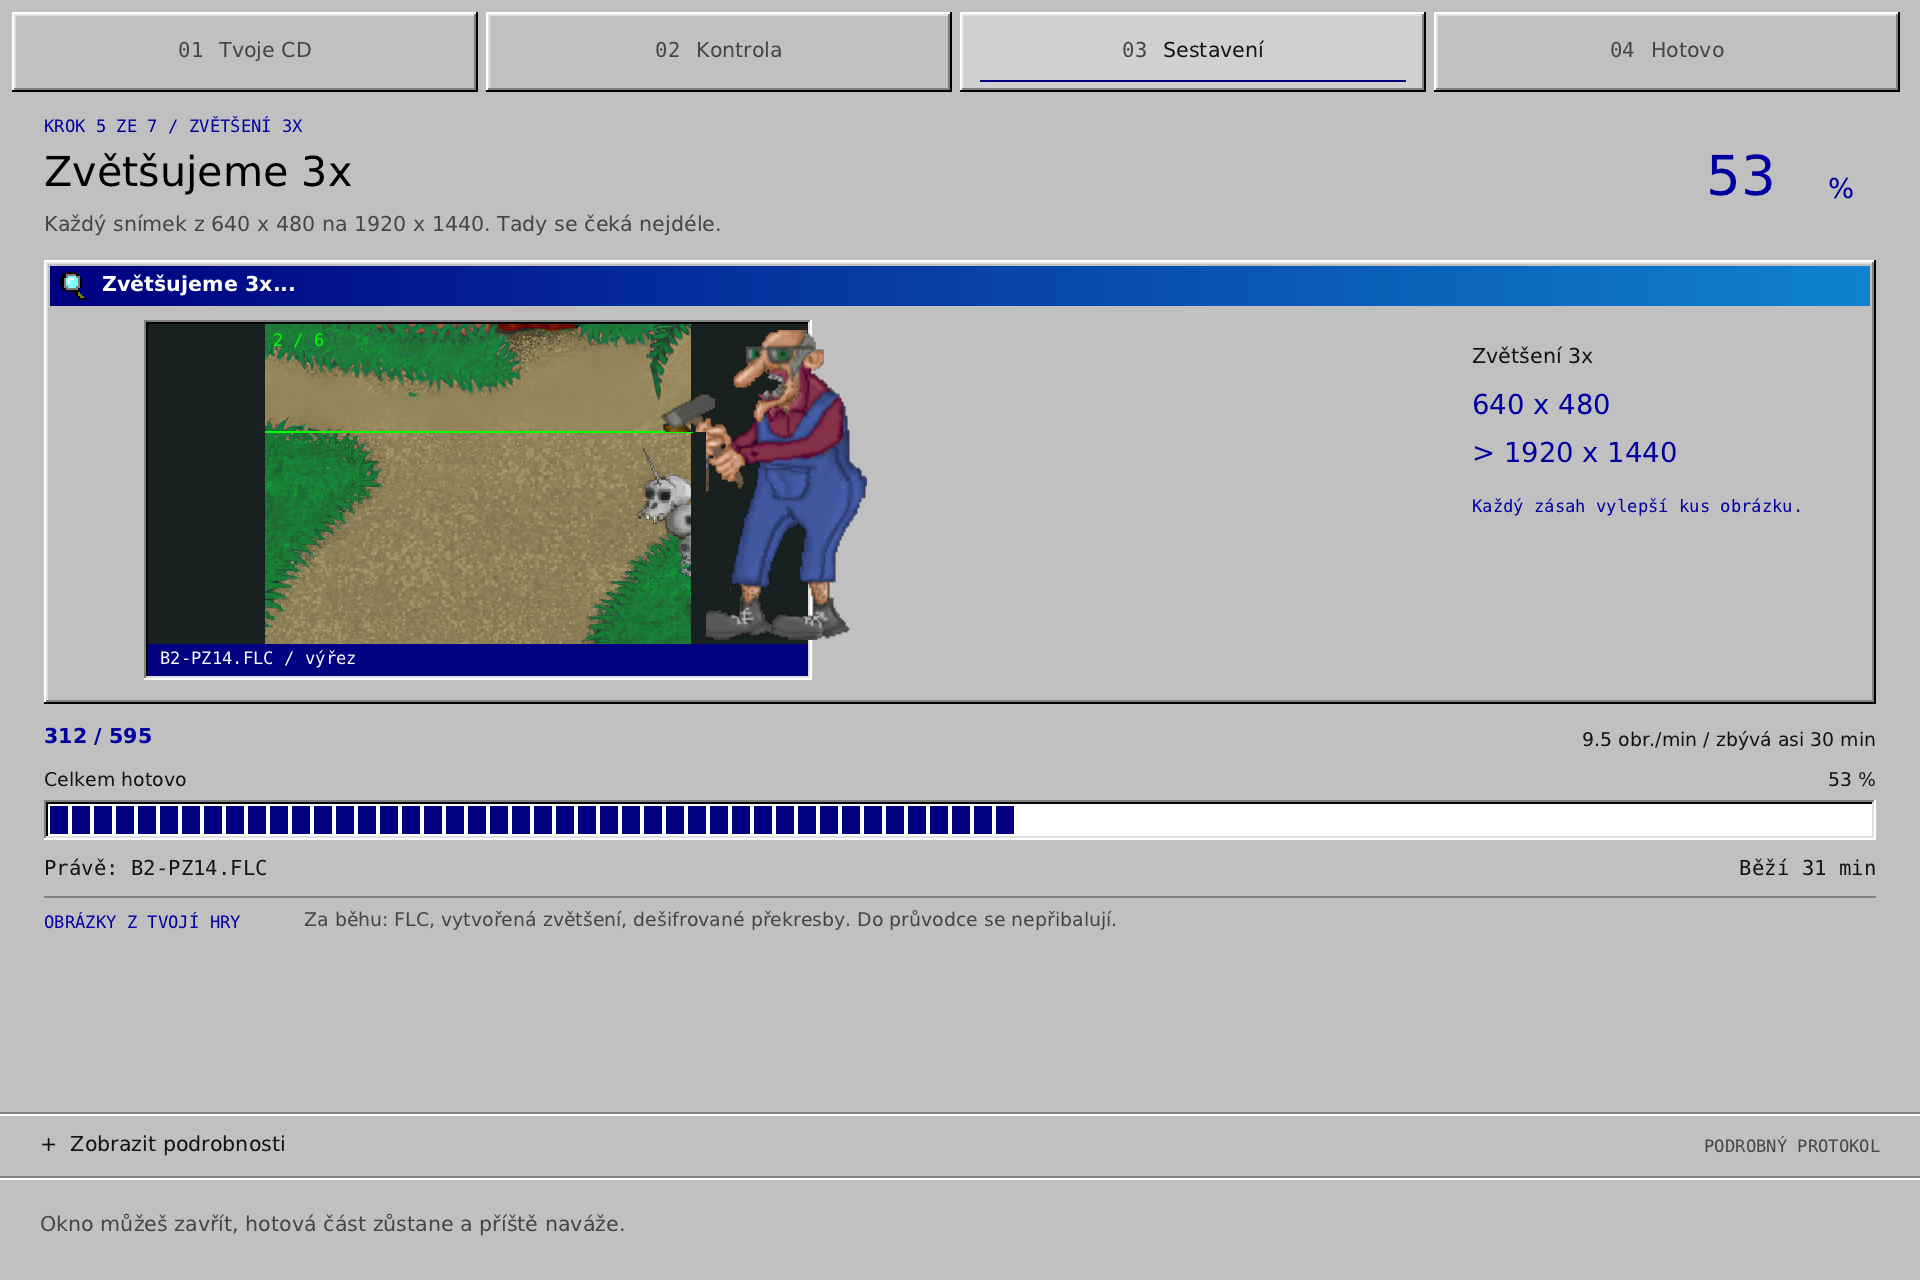 01 Tvoje CD
02 Kontrola
03 Sestavení
04 Hotovo
KROK 5 ZE 7 / ZVĚTŠENÍ 3X
Zvětšujeme 3x
53 %
Každý snímek z 640 x 480 na 1920 x 1440. Tady se čeká nejdéle.
Zvětšujeme 3x...
2 / 6
B2-PZ14.FLC / výřez
Zvětšení 3x
640 x 480
> 1920 x 1440
Každý zásah vylepší kus obrázku.
312 / 595
9.5 obr./min / zbývá asi 30 min
Celkem hotovo
53 %
Právě: B2-PZ14.FLC
Běží 31 min
OBRÁZKY Z TVOJÍ HRY
Za běhu: FLC, vytvořená zvětšení, dešifrované překresby. Do průvodce se nepřibalují.
+ Zobrazit podrobnosti
PODROBNÝ PROTOKOL
Okno můžeš zavřít, hotová část zůstane a příště naváže.